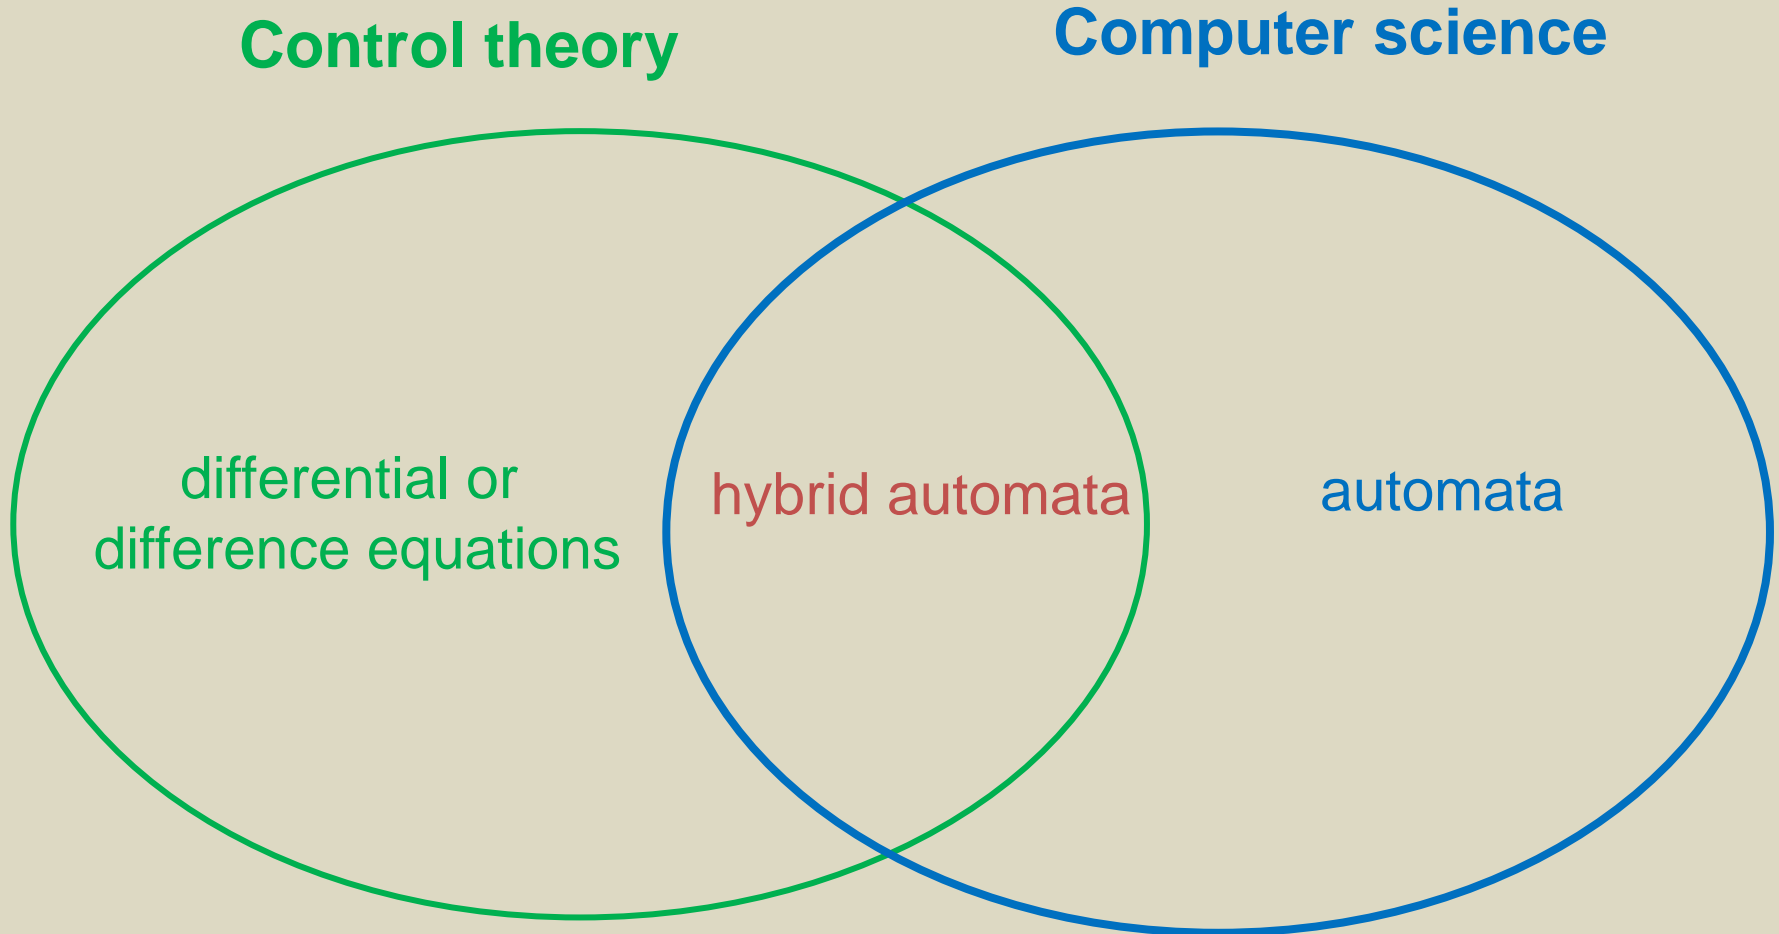 Control theory
Computer science
differential or
difference equations
hybrid automata
automata